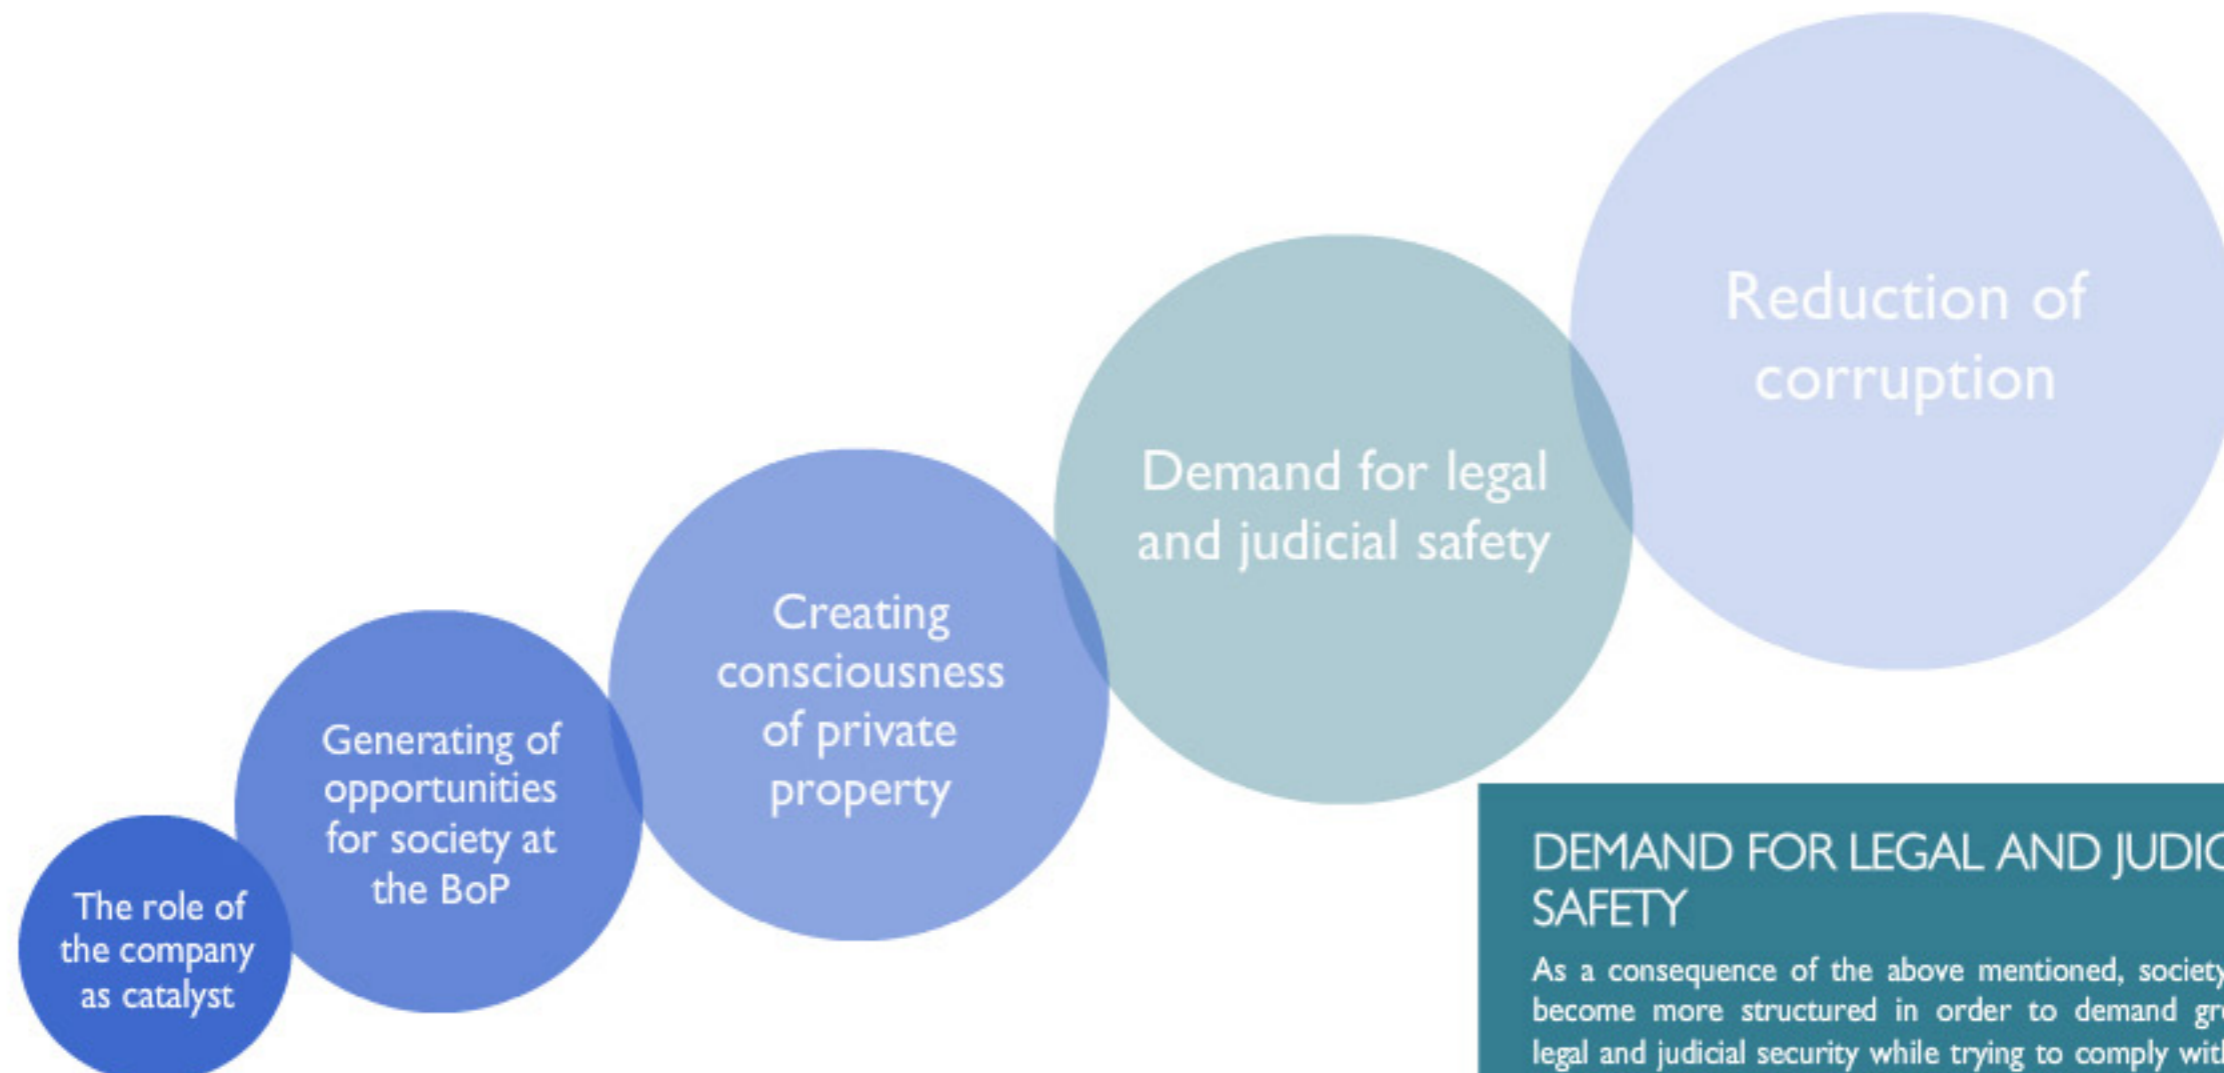 The role of
the company
as catalyst
Generating of
opportunities
for society at
the BoP
Creating
consciousness
of private
property
Demand for legal
and judicial safety
Reduction of
corruption
DEMAND FOR LEGAL AND
SAFETY
As a consequence of the above mentioned, society
become more structured in order to demand
legal and judicial security while trying to comply